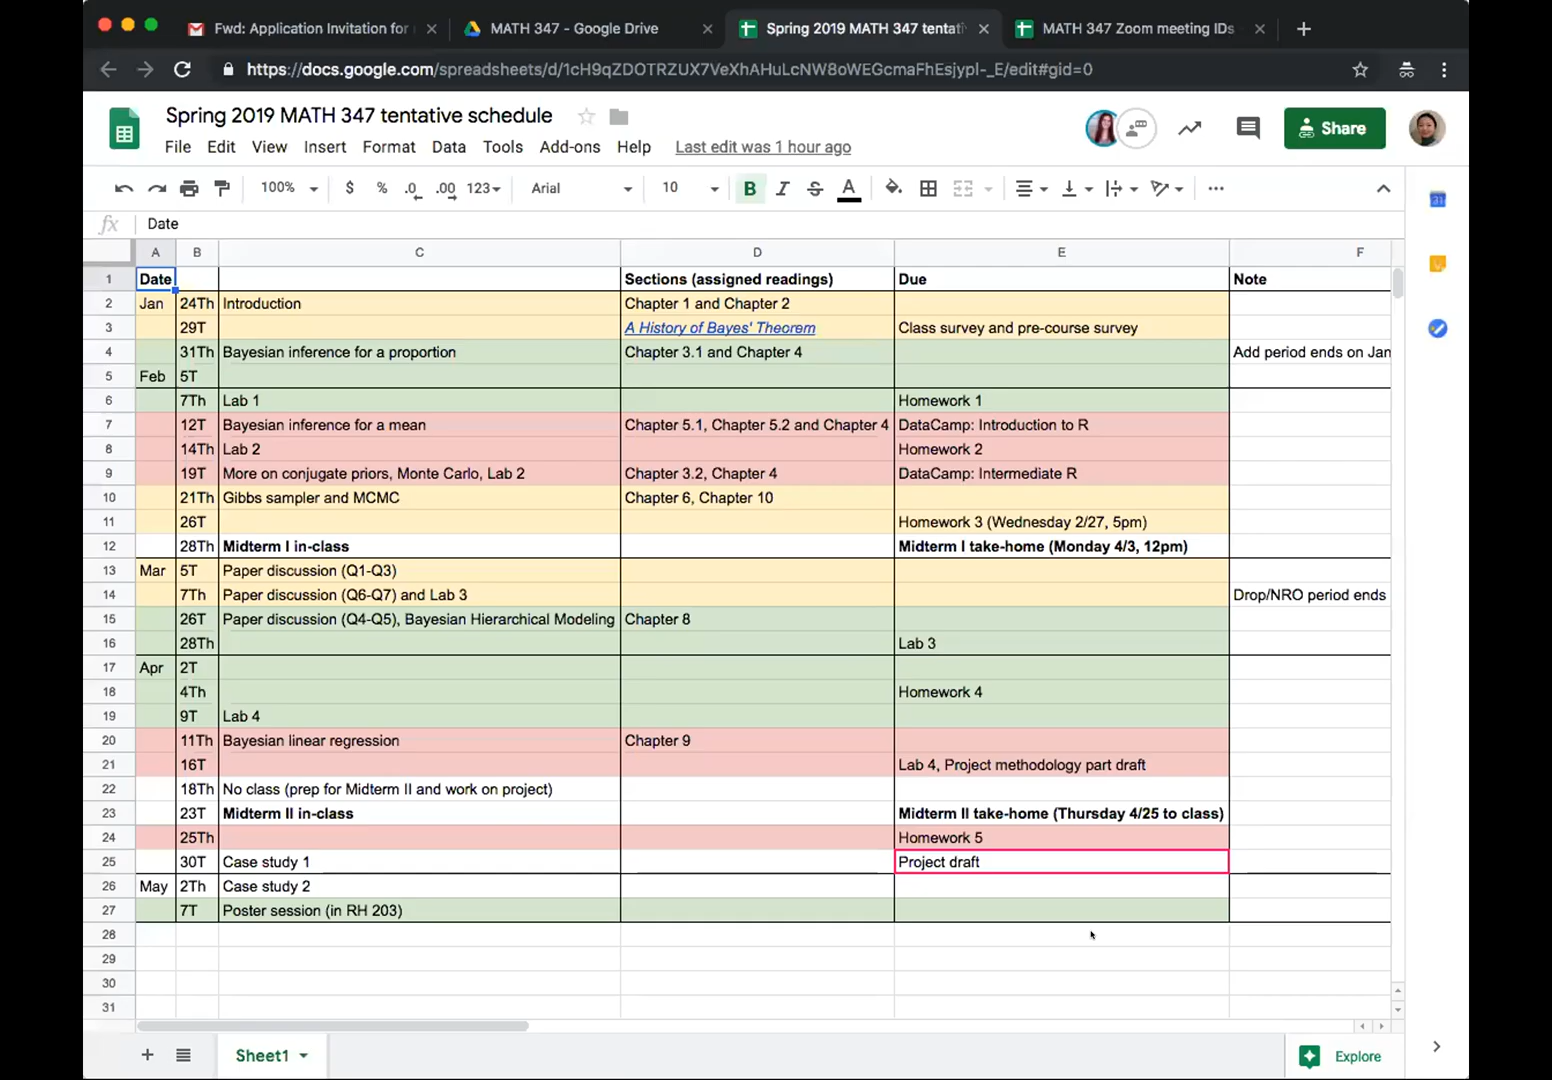 Fwd: Application Invitation for
MATH 347 - Google Drive
Spring 2019 MATH 347 tentati
MATH 347 Zoom meeting IDs
https://docs.google.com/spreadsheets/d/1cH9qZDOTRZUX7VeXhAHuLcNW8oWEGcmaFhEsjypl-_E/edit#gid=0
Spring 2019 MATH 347 tentative schedule
File Edit View Insert Format Data Tools Add-ons Help Last edit was 1 hour ago
Share
100% $ % .0 .00 123 Arial 10 B I S A
fx Date
A B C D E F
1 Date Sections (assigned readings) Due Note
2 Jan 24Th Introduction Chapter 1 and Chapter 2
3 29T A History of Bayes' Theorem Class survey and pre-course survey
4 31Th Bayesian inference for a proportion Chapter 3.1 and Chapter 4 Add period ends on Jan
5 Feb 5T
6 7Th Lab 1 Homework 1
7 12T Bayesian inference for a mean Chapter 5.1, Chapter 5.2 and Chapter 4 DataCamp: Introduction to R
8 14Th Lab 2 Homework 2
9 19T More on conjugate priors, Monte Carlo, Lab 2 Chapter 3.2, Chapter 4 DataCamp: Intermediate R
10 21Th Gibbs sampler and MCMC Chapter 6, Chapter 10
11 26T Homework 3 (Wednesday 2/27, 5pm)
12 28Th Midterm I in-class Midterm I take-home (Monday 4/3, 12pm)
13 Mar 5T Paper discussion (Q1-Q3)
14 7Th Paper discussion (Q6-Q7) and Lab 3 Drop/NRO period ends
15 26T Paper discussion (Q4-Q5), Bayesian Hierarchical Modeling Chapter 8
16 28Th Lab 3
17 Apr 2T
18 4Th Homework 4
19 9T Lab 4
20 11Th Bayesian linear regression Chapter 9
21 16T Lab 4, Project methodology part draft
22 18Th No class (prep for Midterm II and work on project)
23 23T Midterm II in-class Midterm II take-home (Thursday 4/25 to class)
24 25Th Homework 5
25 30T Case study 1 Project draft
26 May 2Th Case study 2
27 7T Poster session (in RH 203)
28
29
30
31
Sheet1
Explore